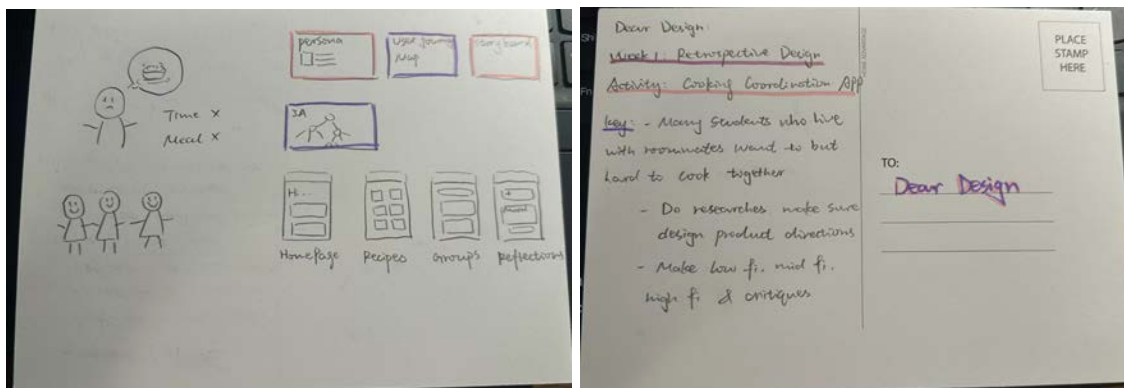 persona
User Journey
Map
Storyboard
Time ×
Meal ×
IA
Hi...
Homepage
Recipes
Groups
Reflections
Dear Design:
Week 1: Retrospective Design
Activity: Cooking Coordination App
key: - Many students who live
with roommates want to but
hard to cook together
- Do researches make sure
design product directions
- Make low fi, mid fi,
high fi & critiques
PLACE
STAMP
HERE
TO:
Dear Design